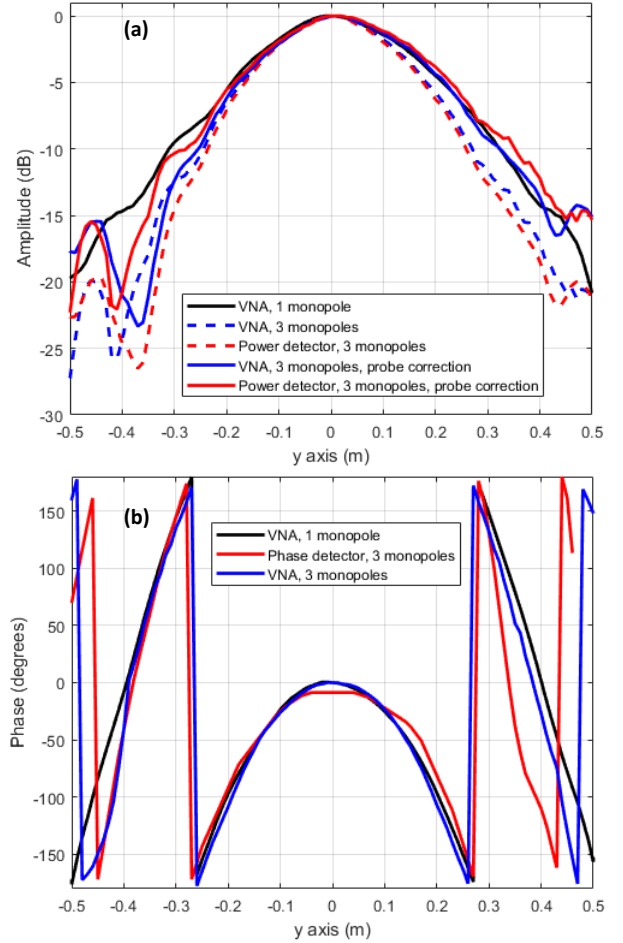 (a)
0
-5
-10
-15
-20
-25
-30
Amplitude (dB)
VNA, 1 monopole
VNA, 3 monopoles
Power detector, 3 monopoles
VNA, 3 monopoles, probe correction
Power detector, 3 monopoles, probe correction
-0.5 -0.4 -0.3 -0.2 -0.1 0 0.1 0.2 0.3 0.4 0.5
y axis (m)
(b)
150
100
50
0
-50
-100
-150
Phase (degrees)
VNA, 1 monopole
Phase detector, 3 monopoles
VNA, 3 monopoles
-0.5 -0.4 -0.3 -0.2 -0.1 0 0.1 0.2 0.3 0.4 0.5
y axis (m)